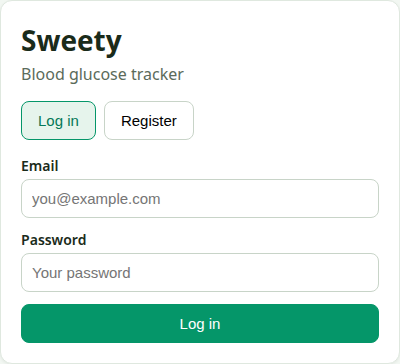 Sweety
Blood glucose tracker
Log in
Register
Email
you@example.com
Password
Your password
Log in